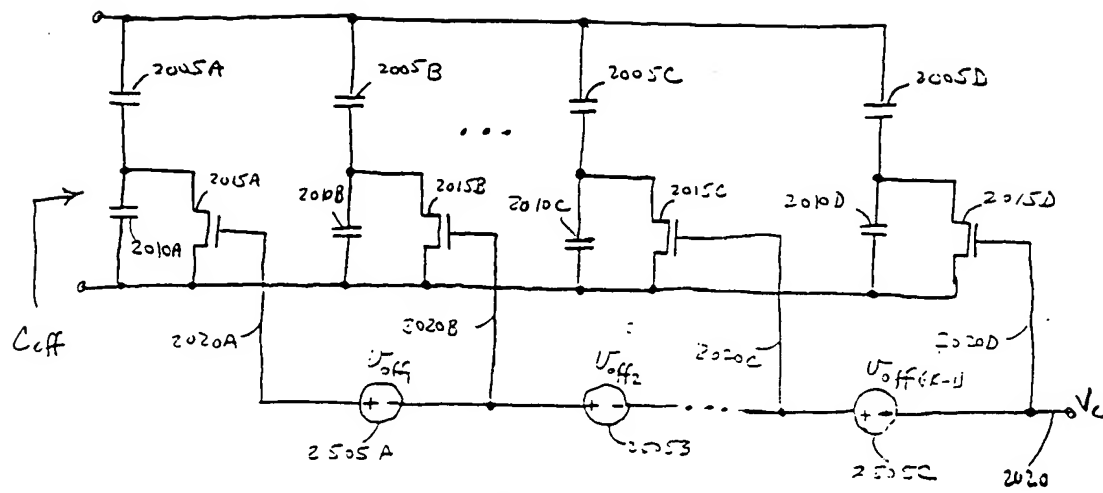 2005A
2005B
2005C
2005D
...
2015A
2010A
2010B
2015B
2010C
2015C
2010D
2015D
Ceff
2020A
2020B
2020C
2020D
Voff1
Voff2
Voff(K-1)
+ -
+ -
...
+ -
Vc
2505A
2505B
2505C
2020